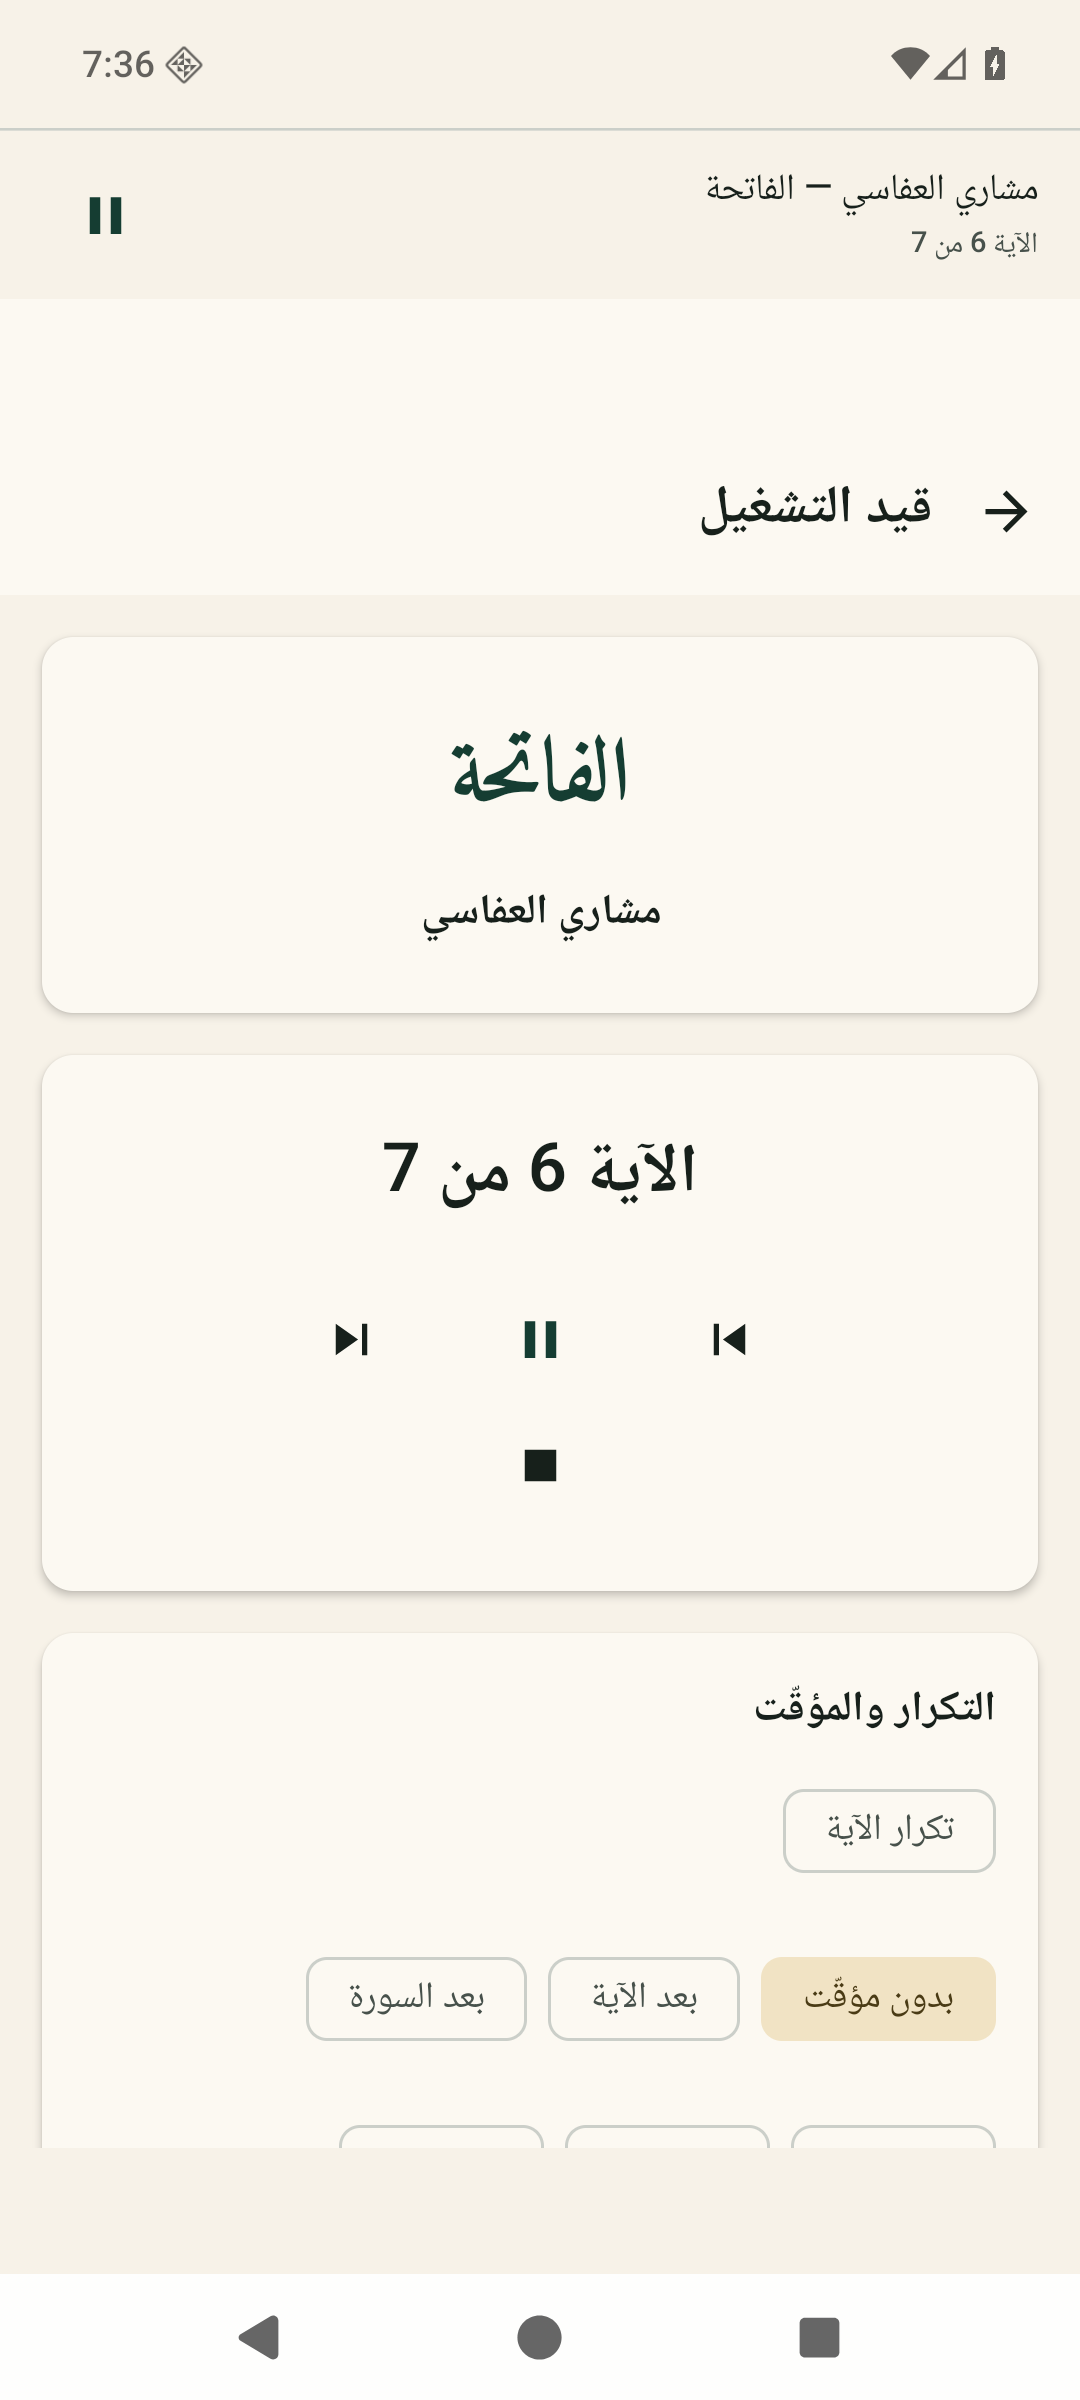 7:36
مشاري العفاسي — الفاتحة
الآية 6 من 7
قيد التشغيل
الفاتحة
مشاري العفاسي
الآية 6 من 7
التكرار والمؤقّت
تكرار الآية
بدون مؤقّت
بعد الآية
بعد السورة